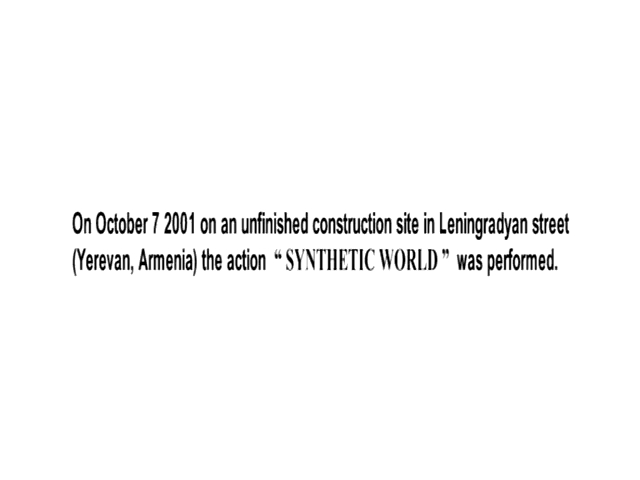 On October 7 2001 on an unfinished construction site in Leningradyan street
(Yerevan, Armenia) the action “ SYNTHETIC WORLD ” was performed.